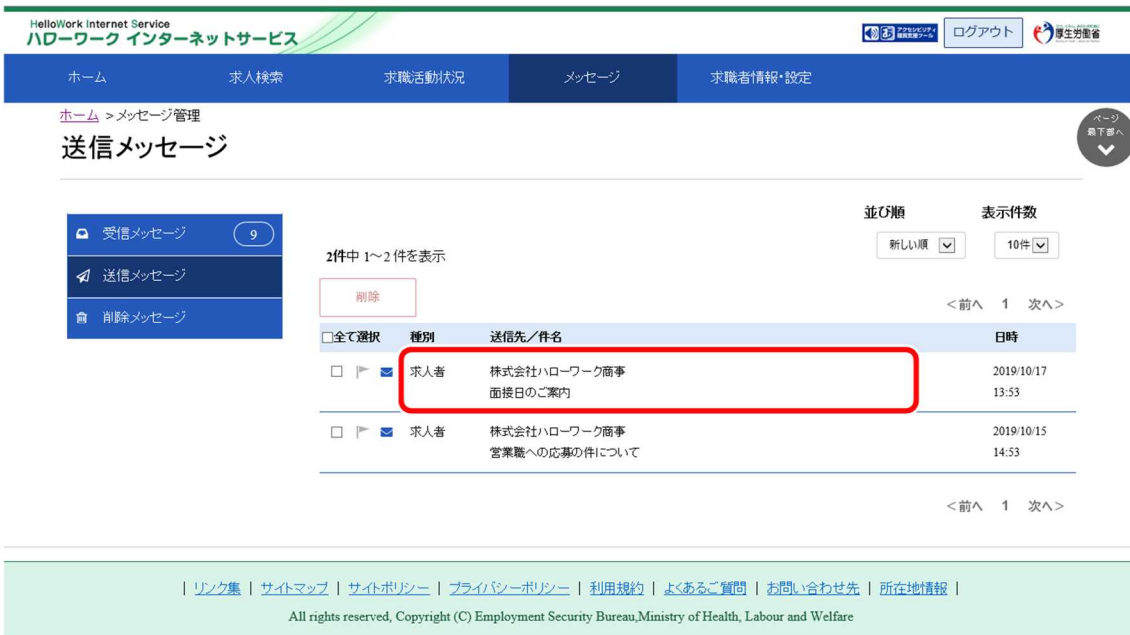 HelloWork Internet Service
ハローワーク インターネットサービス
ログアウト
厚生労働省
ホーム 求人検索 求職活動状況 メッセージ 求職者情報・設定
ホーム >メッセージ管理
ページ
最下部へ
送信メッセージ
並び順 表示件数
受信メッセージ 9
新しい順 10件
2件中 1～2 件を表示
送信メッセージ
削除
<前へ 1 次へ>
削除メッセージ
全て選択 種別 送信先／件名 日時
求人者 株式会社ハローワーク商事 2019/10/17
面接日のご案内 13:53
求人者 株式会社ハローワーク商事 2019/10/15
営業職への応募の件について 14:53
<前へ 1 次へ>
| リンク集 | サイトマップ | サイトポリシー | プライバシーポリシー | 利用規約 | よくあるご質問 | お問い合わせ先 | 所在地情報 |
All rights reserved, Copyright (C) Employment Security Bureau,Ministry of Health, Labour and Welfare